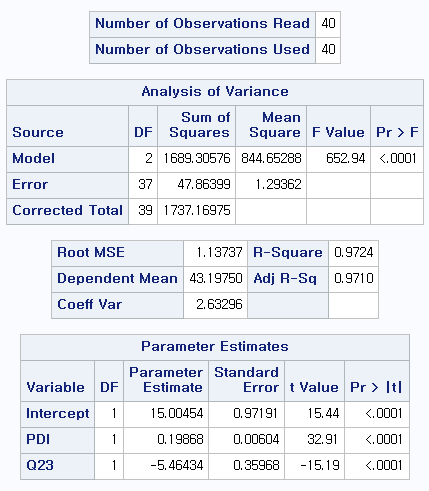 Number of Observations Read 40
Number of Observations Used 40
Analysis of Variance
Source DF Sum of Squares Mean Square F Value Pr > F
Model 2 1689.30576 844.65288 652.94 <.0001
Error 37 47.86399 1.29362
Corrected Total 39 1737.16975
Root MSE 1.13737 R-Square 0.9724
Dependent Mean 43.19750 Adj R-Sq 0.9710
Coeff Var 2.63296
Parameter Estimates
Variable DF Parameter Estimate Standard Error t Value Pr > |t|
Intercept 1 15.00454 0.97191 15.44 <.0001
PDI 1 0.19868 0.00604 32.91 <.0001
Q23 1 -5.46434 0.35968 -15.19 <.0001